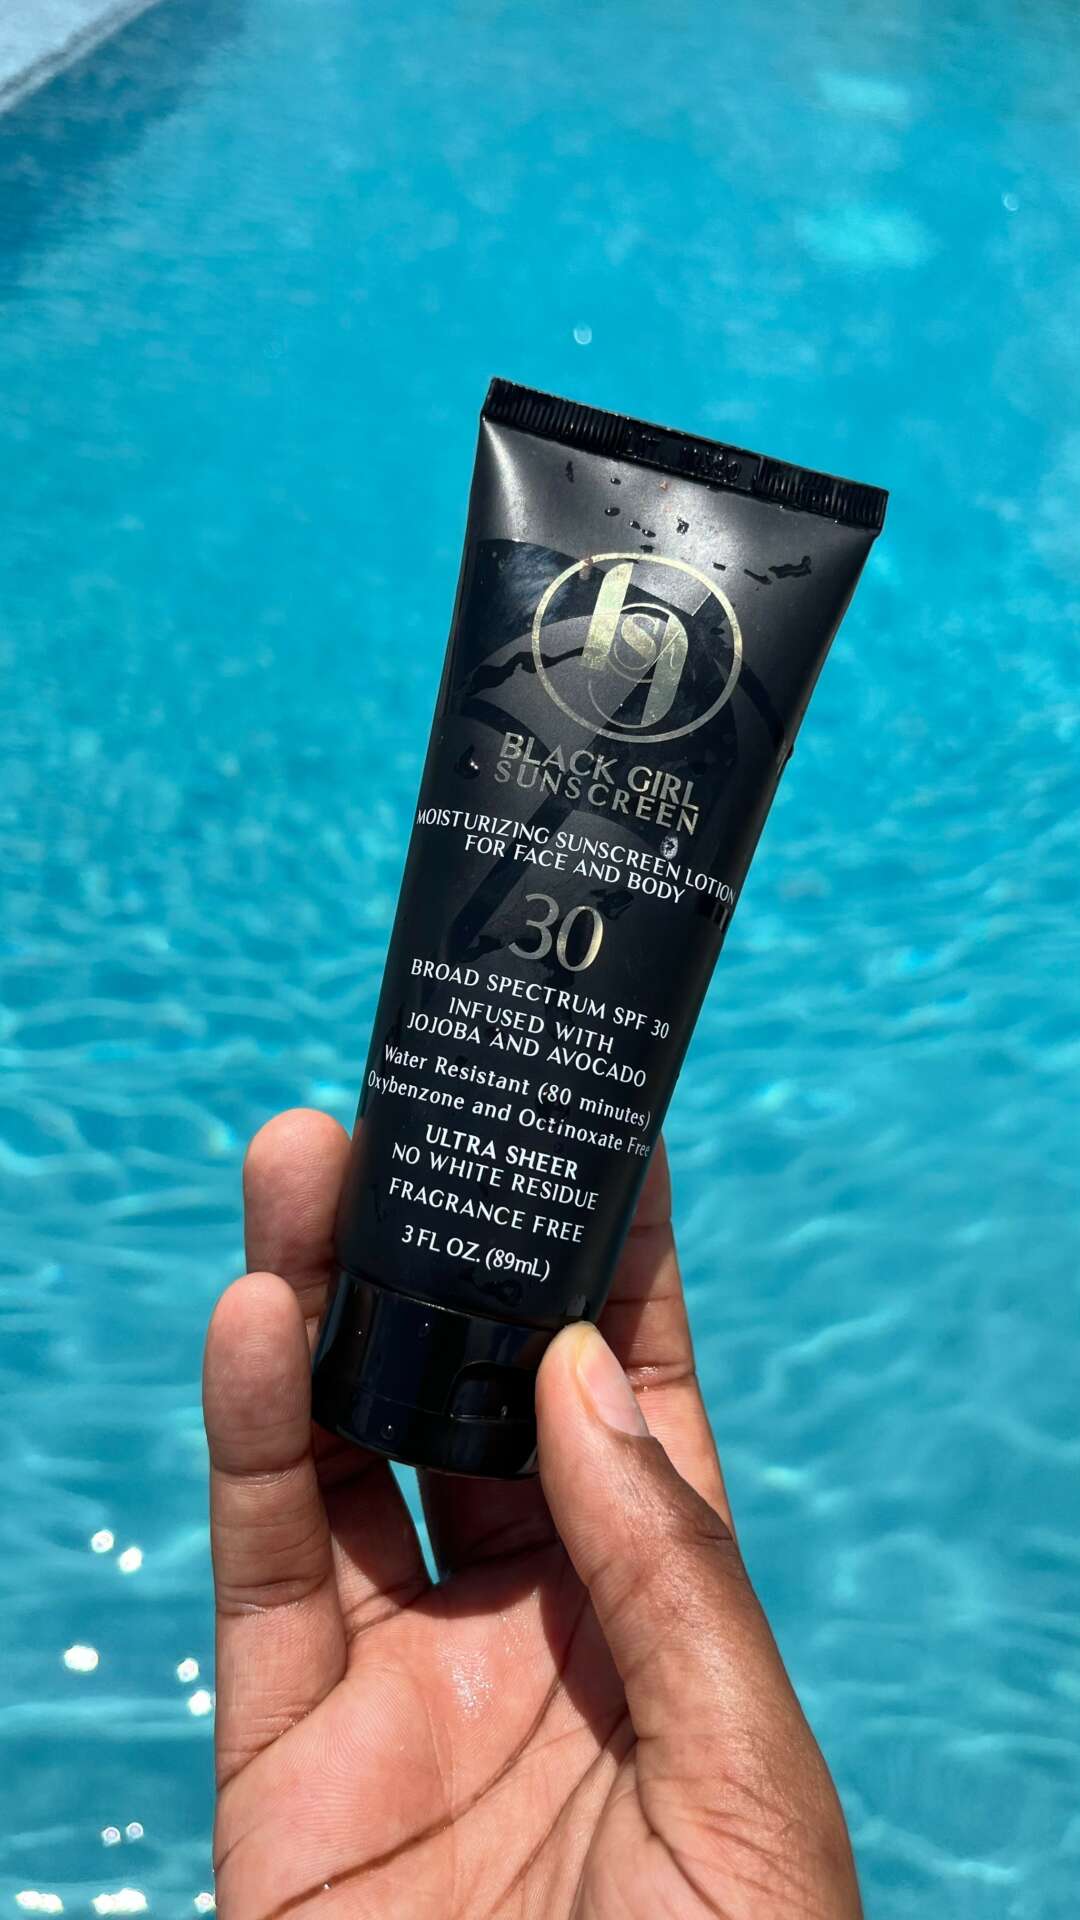 BLACK GIRL
SUNSCREEN
MOISTURIZING SUNSCREEN LOTION
FOR FACE AND BODY
30
BROAD SPECTRUM SPF 30
INFUSED WITH
JOJOBA AND AVOCADO
Water Resistant (80 minutes)
Oxybenzone and Octinoxate Free
ULTRA SHEER
NO WHITE RESIDUE
FRAGRANCE FREE
3 FL OZ. (89mL)